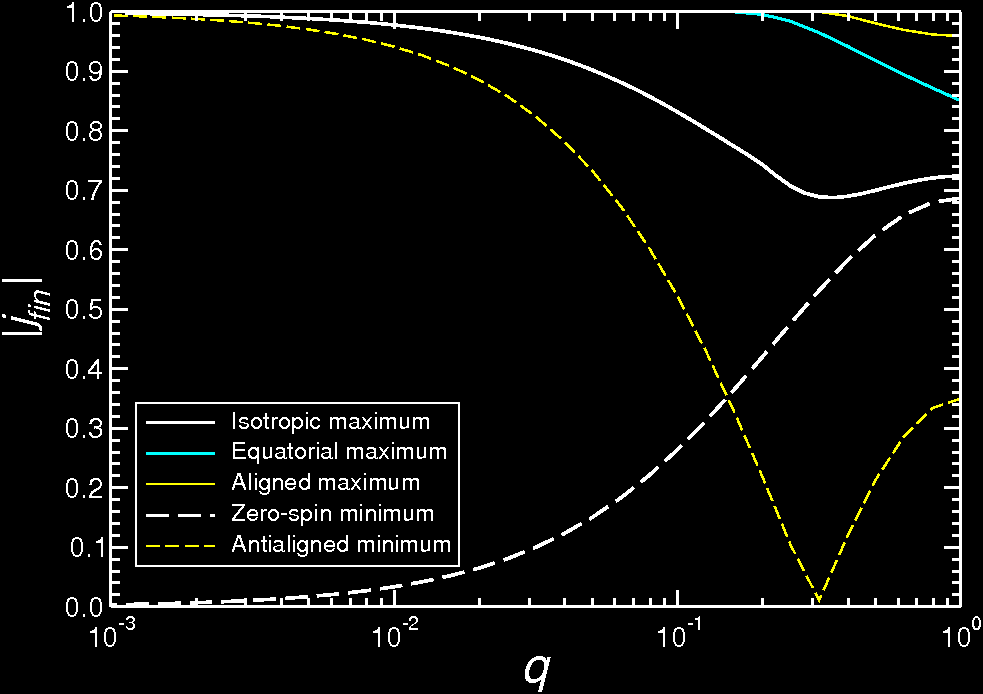 1.0
0.9
0.8
0.7
0.6
0.5
0.4
0.3
0.2
0.1
0.0
|j_fin|
Isotropic maximum
Equatorial maximum
Aligned maximum
Zero-spin minimum
Antialigned minimum
10^-3 10^-2 10^-1 10^0
q